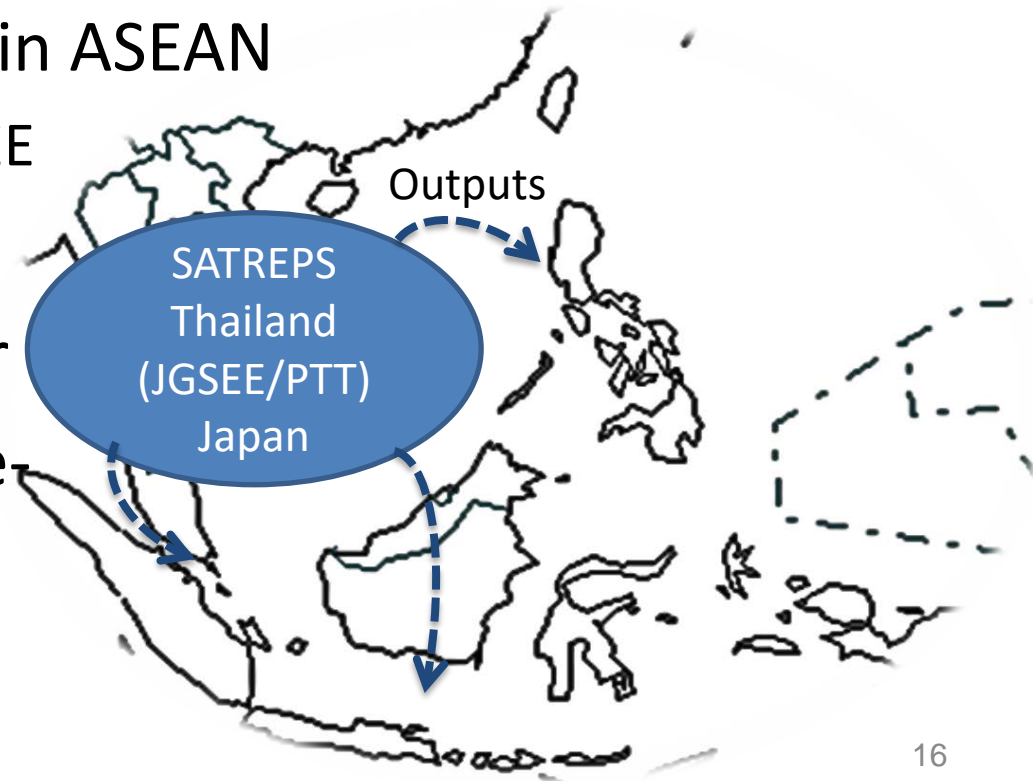 in ASEAN
Outputs
SATREPS
Thailand
(JGSEE/PTT)
Japan
16